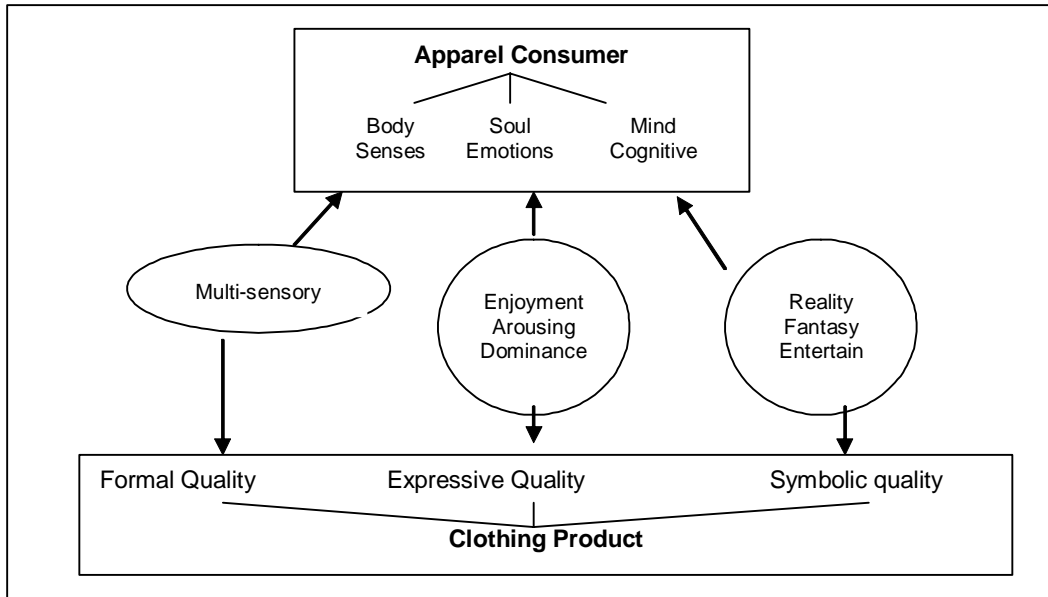 Apparel Consumer
Body
Senses
Soul
Emotions
Mind
Cognitive
Multi-sensory
Enjoyment
Arousing
Dominance
Reality
Fantasy
Entertain
Formal Quality
Expressive Quality
Symbolic quality
Clothing Product